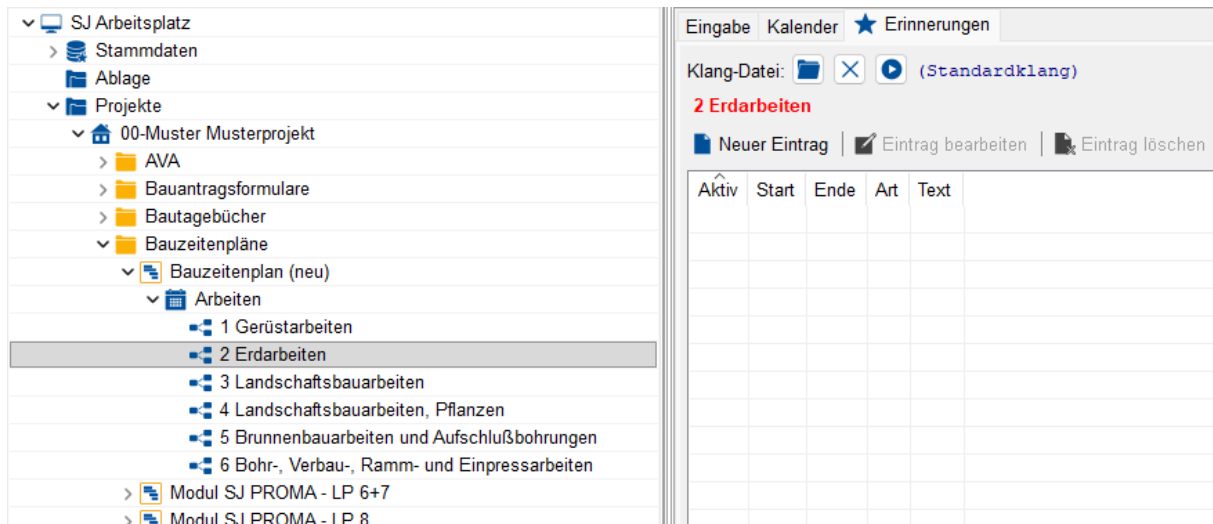 SJ Arbeitsplatz
Stammdaten
Ablage
Projekte
00-Muster Musterprojekt
AVA
Bauantragsformulare
Bautagebücher
Bauzeitenpläne
Bauzeitenplan (neu)
Arbeiten
1 Gerüstarbeiten
2 Erdarbeiten
3 Landschaftsbauarbeiten
4 Landschaftsbauarbeiten, Pflanzen
5 Brunnenbauarbeiten und Aufschlußbohrungen
6 Bohr-, Verbau-, Ramm- und Einpressarbeiten
Modul SJ PROMA - LP 6+7
Modul SJ PROMA - LP 8
Eingabe Kalender Erinnerungen
Klang-Datei: (Standardklang)
2 Erdarbeiten
Neuer Eintrag Eintrag bearbeiten Eintrag löschen
Aktiv Start Ende Art Text